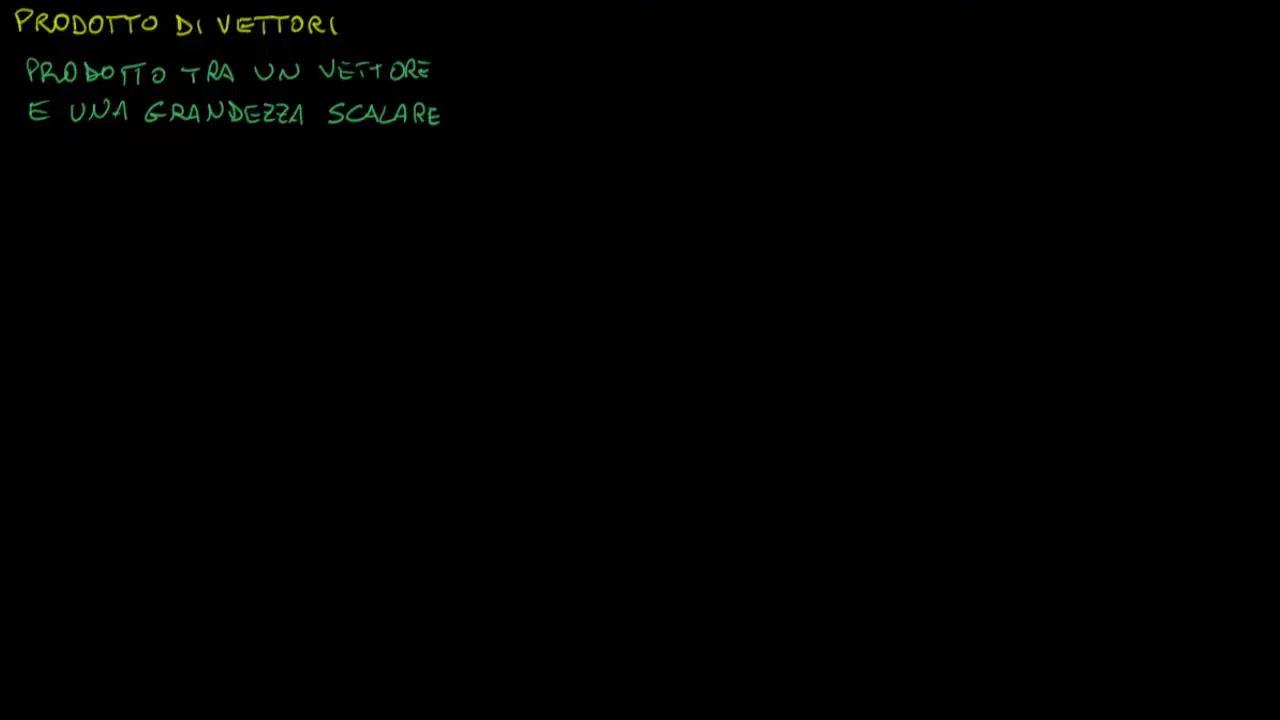 PRODOTTO DI VETTORI
PRODOTTO TRA UN VETTORE
E UNA GRANDEZZA SCALARE